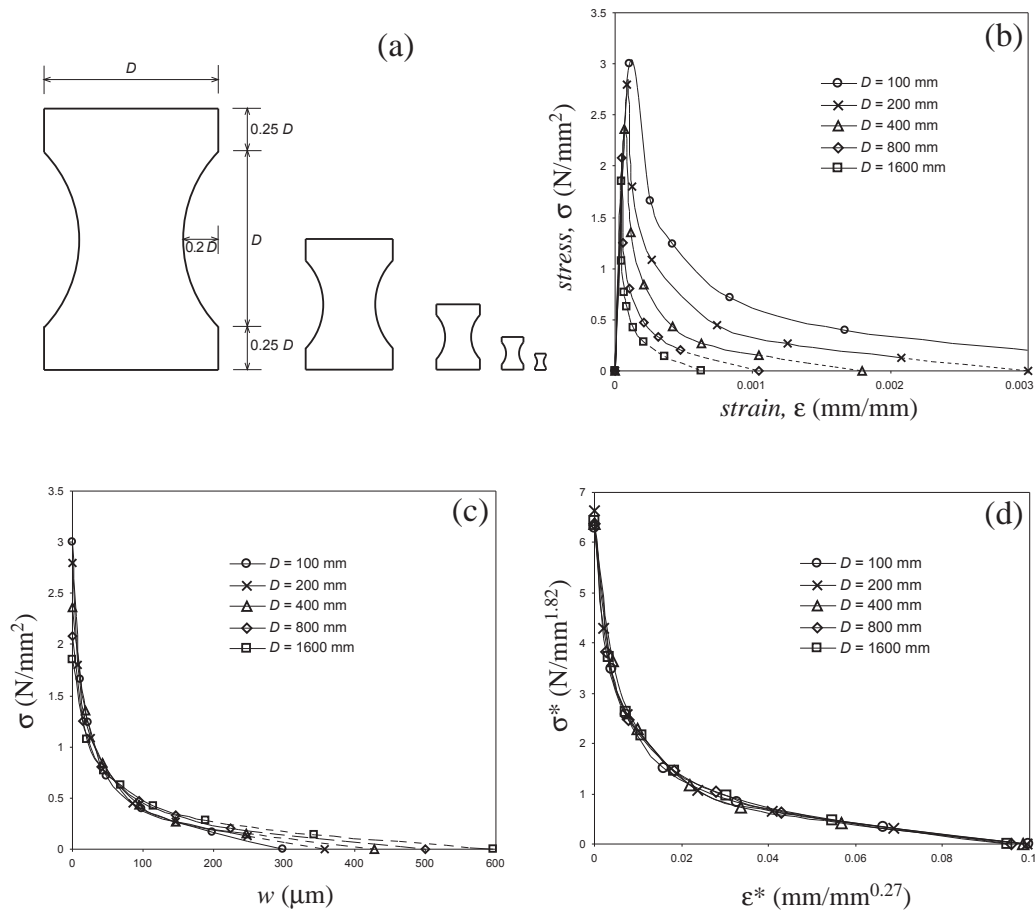 (a)
D
0.25 D
D
0.2 D
0.25 D
(b)
stress, σ (N/mm²)
3.5
3
2.5
2
1.5
1
0.5
0
D = 100 mm
D = 200 mm
D = 400 mm
D = 800 mm
D = 1600 mm
0 0.001 0.002 0.003
strain, ε (mm/mm)
(c)
σ (N/mm²)
3.5
3
2.5
2
1.5
1
0.5
0
D = 100 mm
D = 200 mm
D = 400 mm
D = 800 mm
D = 1600 mm
0 100 200 300 400 500 600
w (μm)
(d)
σ* (N/mm^1.82)
7
6
5
4
3
2
1
0
D = 100 mm
D = 200 mm
D = 400 mm
D = 800 mm
D = 1600 mm
0 0.02 0.04 0.06 0.08 0.1
ε* (mm/mm^0.27)